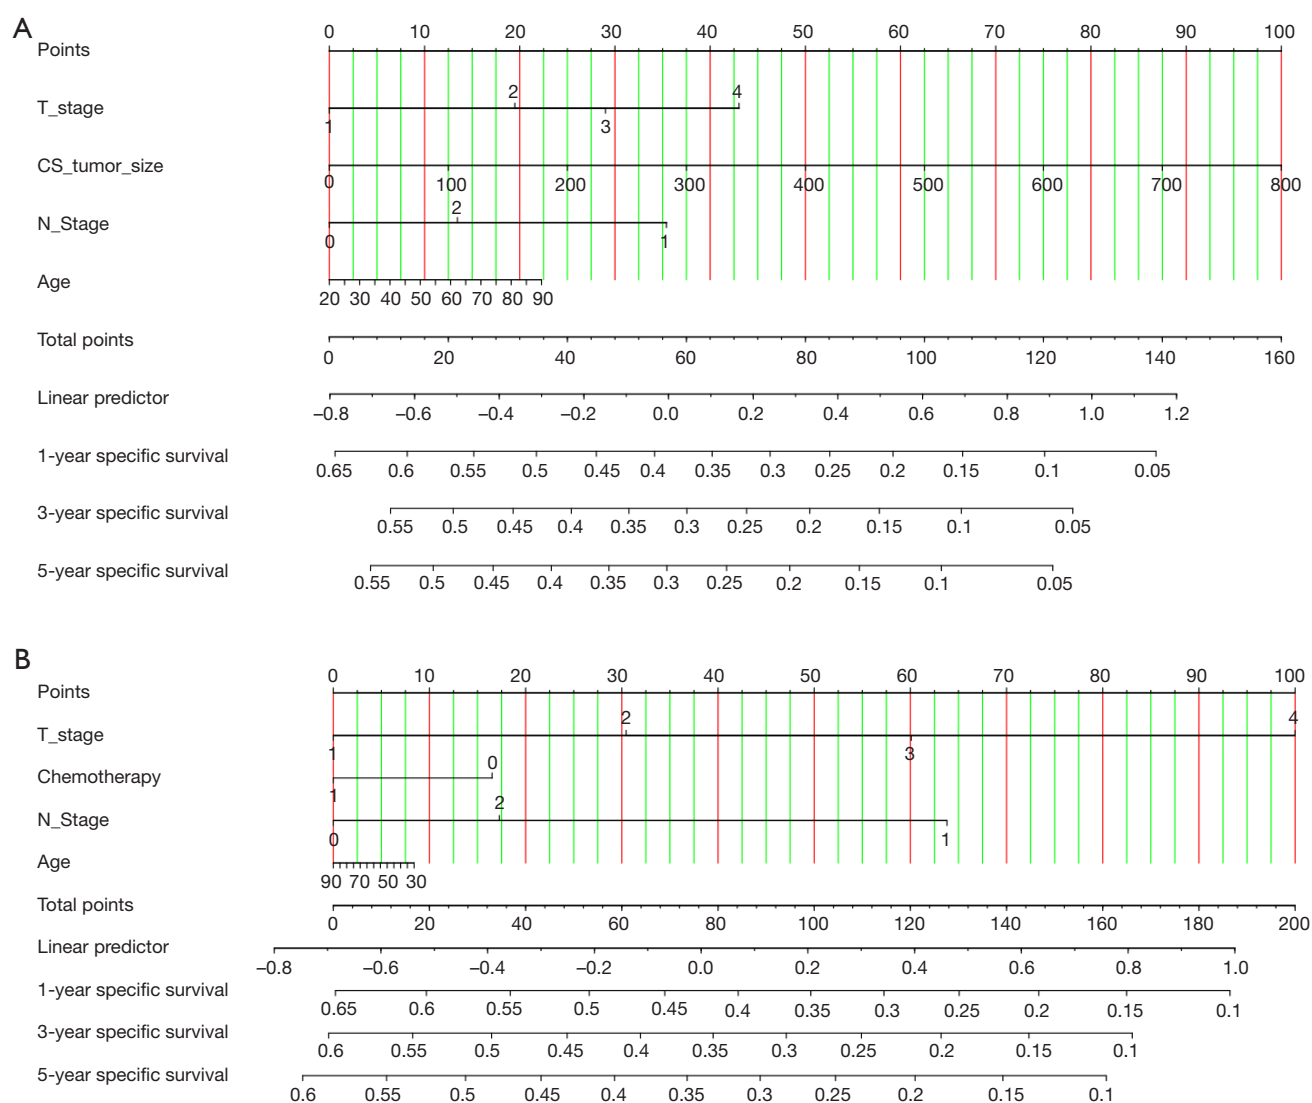 A
0 10 20 30 40 50 60 70 80 90 100
Points
2 4
T_stage
1 3
CS_tumor_size
0 100 200 300 400 500 600 700 800
2
N_Stage
0 1
Age
20 30 40 50 60 70 80 90
Total points
0 20 40 60 80 100 120 140 160
Linear predictor
–0.8 –0.6 –0.4 –0.2 0.0 0.2 0.4 0.6 0.8 1.0 1.2
1-year specific survival
0.65 0.6 0.55 0.5 0.45 0.4 0.35 0.3 0.25 0.2 0.15 0.1 0.05
3-year specific survival
0.55 0.5 0.45 0.4 0.35 0.3 0.25 0.2 0.15 0.1 0.05
5-year specific survival
0.55 0.5 0.45 0.4 0.35 0.3 0.25 0.2 0.15 0.1 0.05
B
0 10 20 30 40 50 60 70 80 90 100
Points
2 4
T_stage
1 3
0
Chemotherapy
1
2
N_Stage
0 1
Age
90 70 50 30
Total points
0 20 40 60 80 100 120 140 160 180 200
Linear predictor
–0.8 –0.6 –0.4 –0.2 0.0 0.2 0.4 0.6 0.8 1.0
1-year specific survival
0.65 0.6 0.55 0.5 0.45 0.4 0.35 0.3 0.25 0.2 0.15 0.1
3-year specific survival
0.6 0.55 0.5 0.45 0.4 0.35 0.3 0.25 0.2 0.15 0.1
5-year specific survival
0.6 0.55 0.5 0.45 0.4 0.35 0.3 0.25 0.2 0.15 0.1